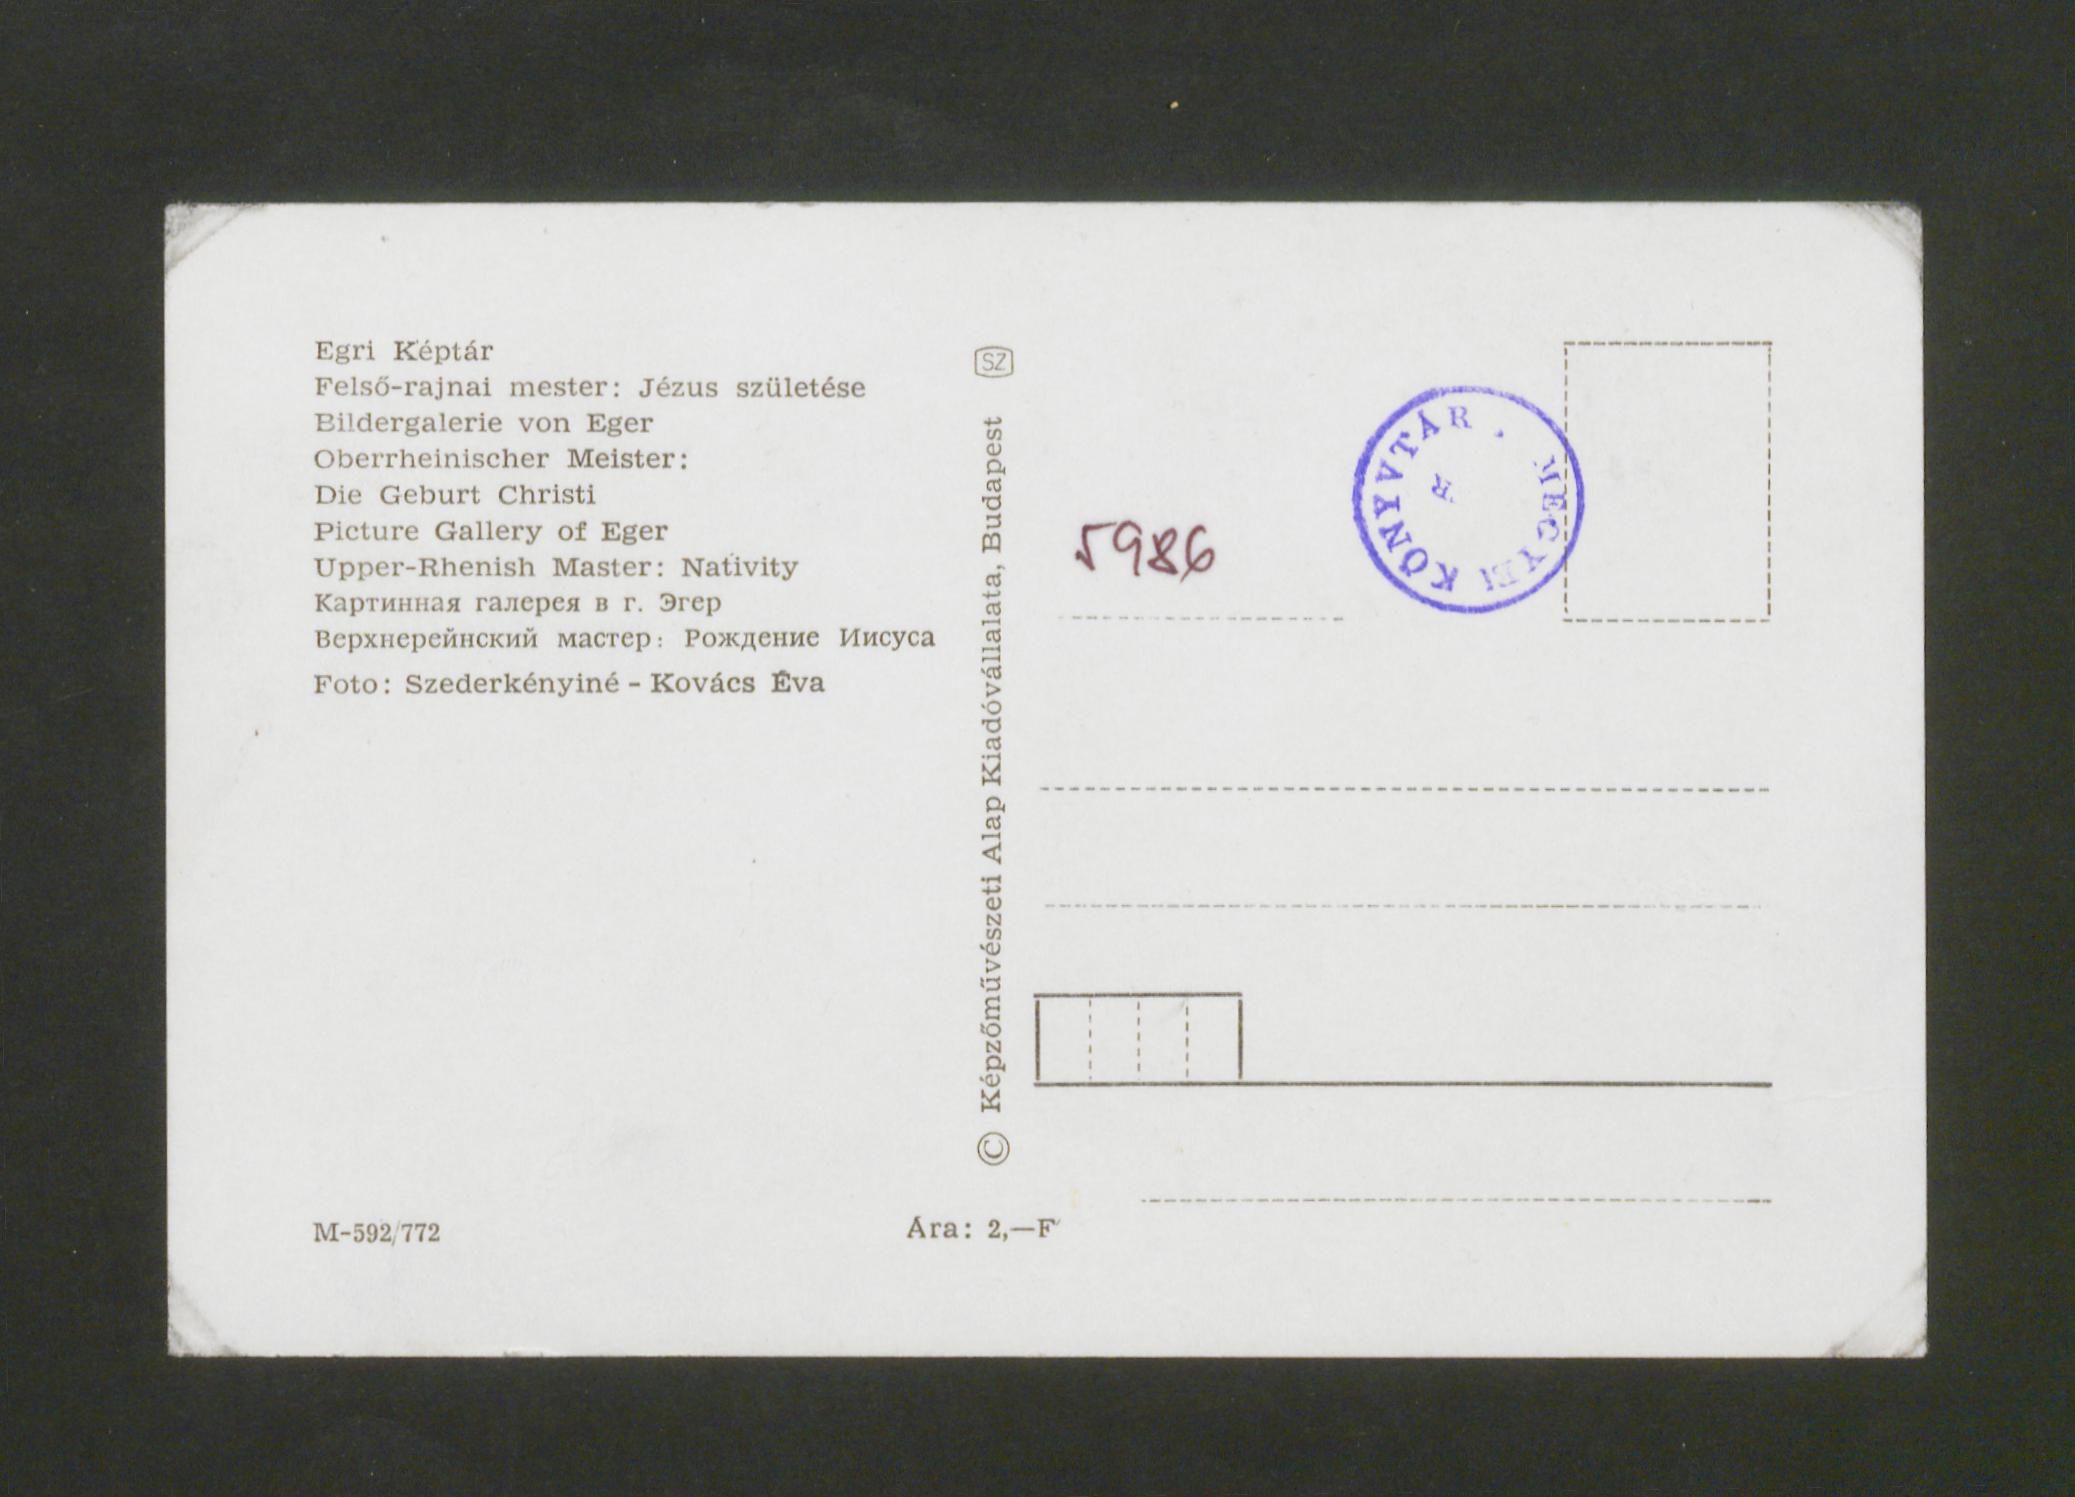 Egri Képtár
Felső-rajnai mester: Jézus születése
Bildergalerie von Eger
Oberrheinischer Meister:
Die Geburt Christi
Picture Gallery of Eger
Upper-Rhenish Master: Nativity
Картинная галерея в г. Эгер
Верхнерейнский мастер: Рождение Иисуса
Foto: Szederkényiné - Kovács Éva
M-592/772
Ára: 2,—F
SZ
© Képzőművészeti Alap Kiadóvállalata, Budapest
5986
MEGYEI KÖNYVTÁR